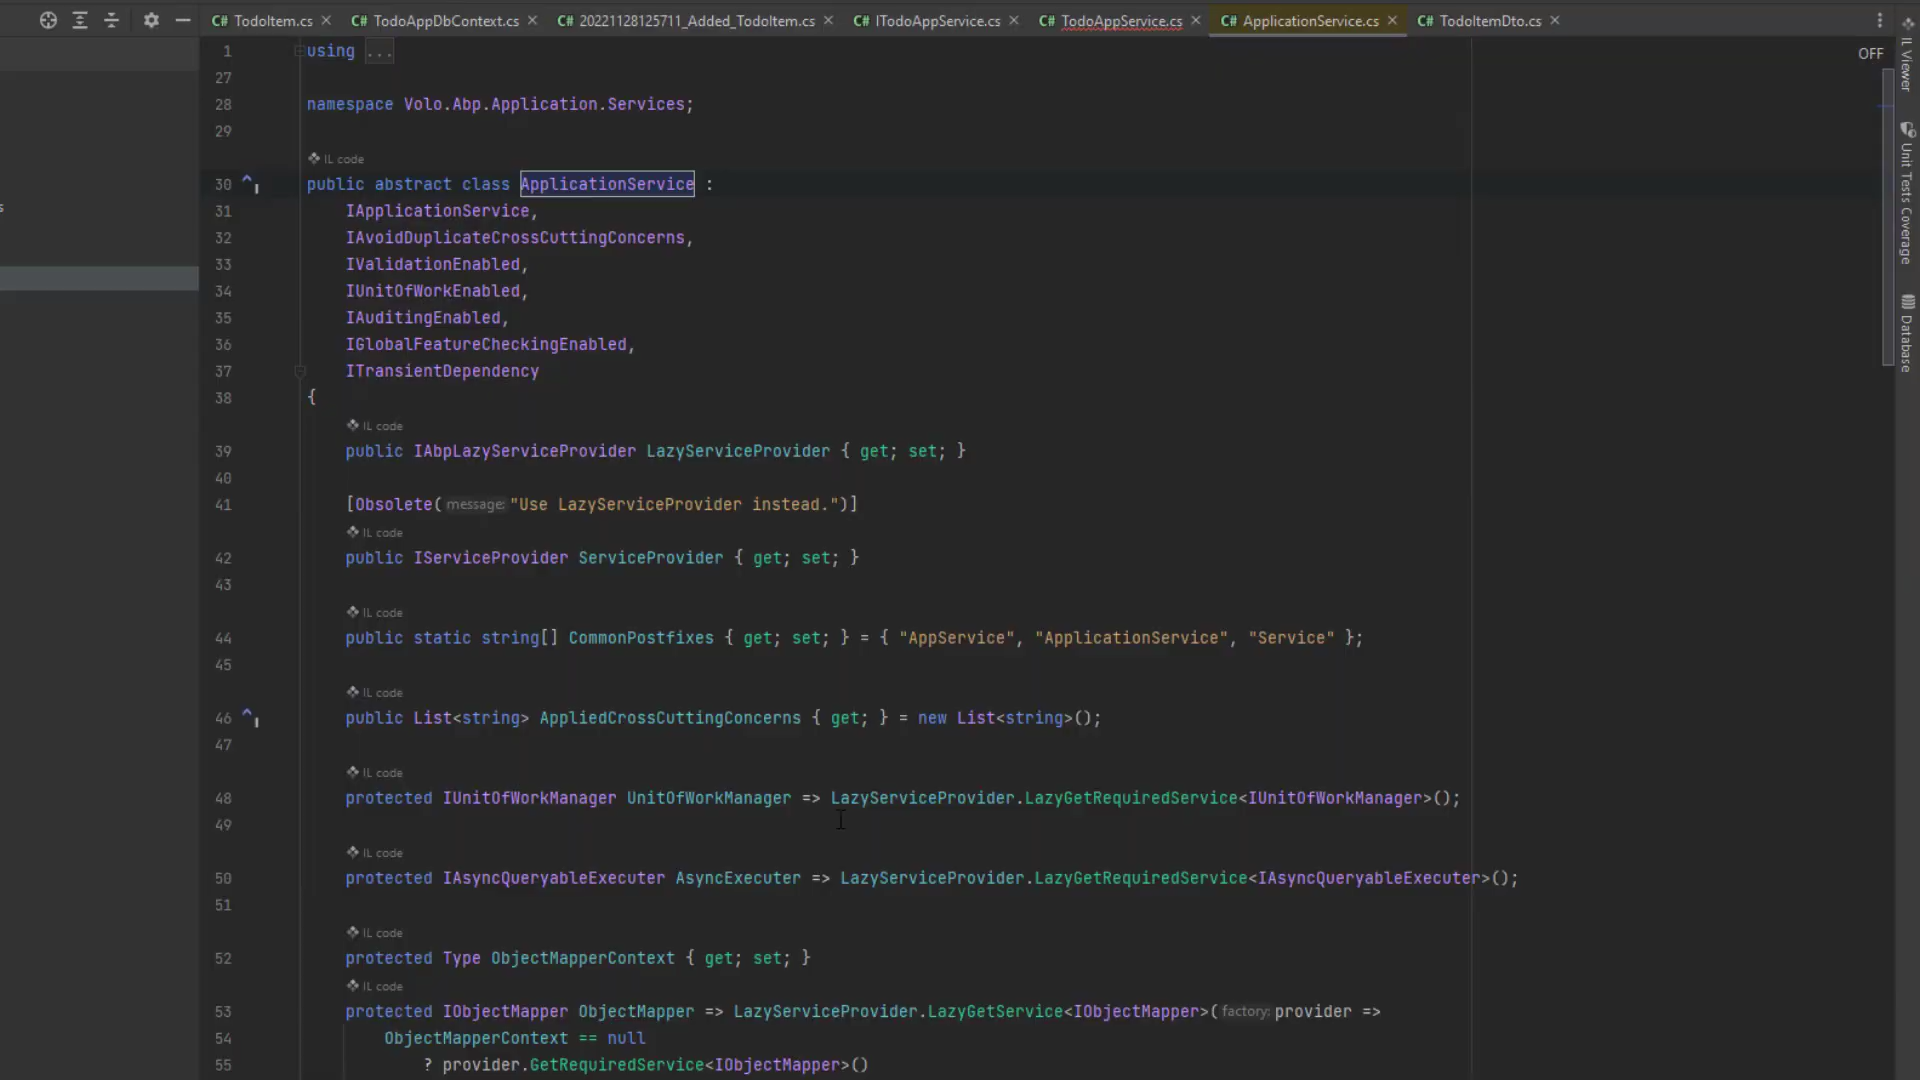 C# TodoItem.cs × C# TodoAppDbContext.cs × C# 20221128125711_Added_TodoItem.cs × C# ITodoAppService.cs × C# TodoAppService.cs × C# ApplicationService.cs × C# TodoItemDto.cs ×
1 using ...
OFF
27
28 namespace Volo.Abp.Application.Services;
29
IL code
30 public abstract class ApplicationService :
31 IApplicationService,
32 IAvoidDuplicateCrossCuttingConcerns,
33 IValidationEnabled,
34 IUnitOfWorkEnabled,
35 IAuditingEnabled,
36 IGlobalFeatureCheckingEnabled,
37 ITransientDependency
38 {
IL code
39 public IAbpLazyServiceProvider LazyServiceProvider { get; set; }
40
41 [Obsolete( message: "Use LazyServiceProvider instead.")]
IL code
42 public IServiceProvider ServiceProvider { get; set; }
43
IL code
44 public static string[] CommonPostfixes { get; set; } = { "AppService", "ApplicationService", "Service" };
45
IL code
46 public List<string> AppliedCrossCuttingConcerns { get; } = new List<string>();
47
IL code
48 protected IUnitOfWorkManager UnitOfWorkManager => LazyServiceProvider.LazyGetRequiredService<IUnitOfWorkManager>();
49
IL code
50 protected IAsyncQueryableExecuter AsyncExecuter => LazyServiceProvider.LazyGetRequiredService<IAsyncQueryableExecuter>();
51
IL code
52 protected Type ObjectMapperContext { get; set; }
IL code
53 protected IObjectMapper ObjectMapper => LazyServiceProvider.LazyGetService<IObjectMapper>( factory: provider =>
54 ObjectMapperContext == null
55 ? provider.GetRequiredService<IObjectMapper>()
s
IL Viewer
Unit Tests Coverage
Database